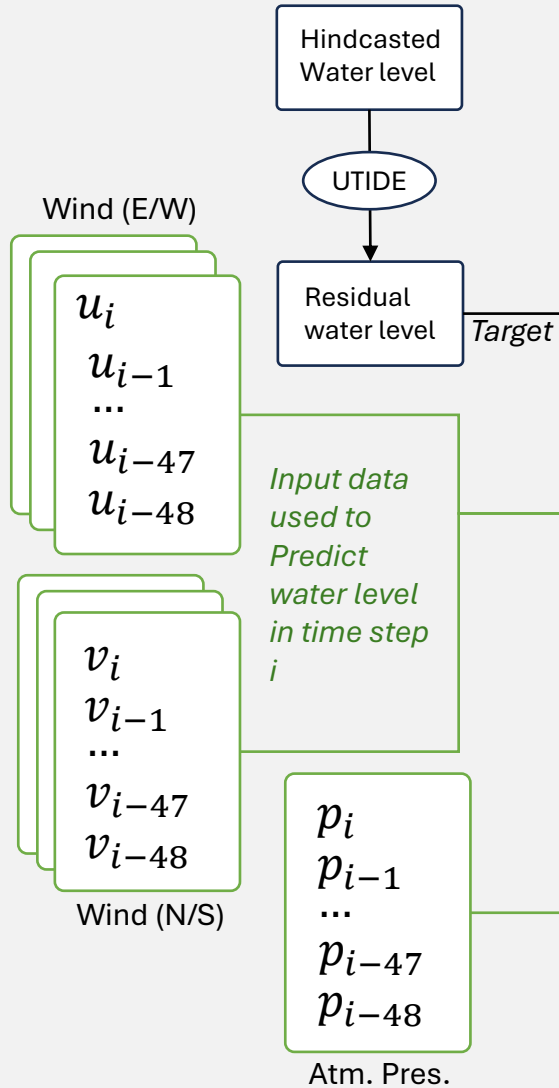 Hindcasted
Water level
UTIDE
Wind (E/W)
Residual
water level
Target
u_i
u_{i−1}
...
u_{i−47}
u_{i−48}
Input data
used to
Predict
water level
in time step
i
v_i
v_{i−1}
...
v_{i−47}
v_{i−48}
Wind (N/S)
p_i
p_{i−1}
...
p_{i−47}
p_{i−48}
Atm. Pres.